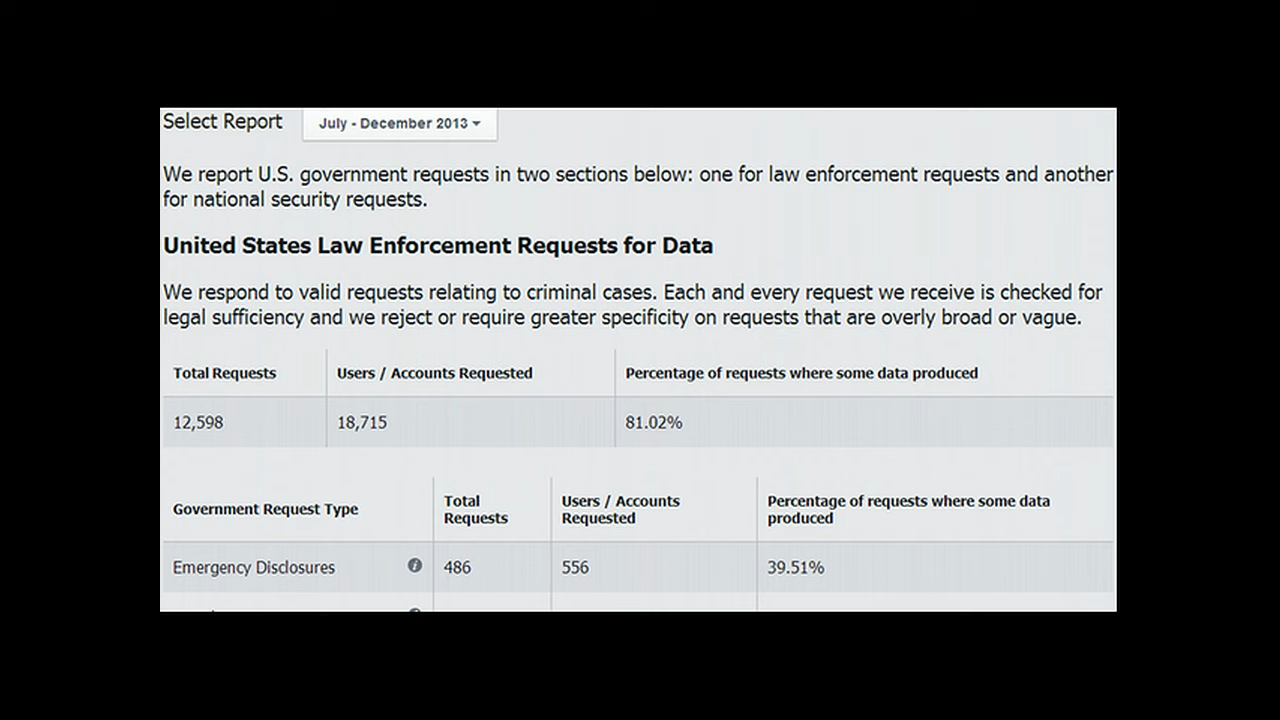 Select Report July - December 2013
We report U.S. government requests in two sections below: one for law enforcement requests and another
for national security requests.
United States Law Enforcement Requests for Data
We respond to valid requests relating to criminal cases. Each and every request we receive is checked for
legal sufficiency and we reject or require greater specificity on requests that are overly broad or vague.
Total Requests Users / Accounts Requested Percentage of requests where some data produced
12,598 18,715 81.02%
Government Request Type Total Requests Users / Accounts Requested Percentage of requests where some data produced
Emergency Disclosures 486 556 39.51%